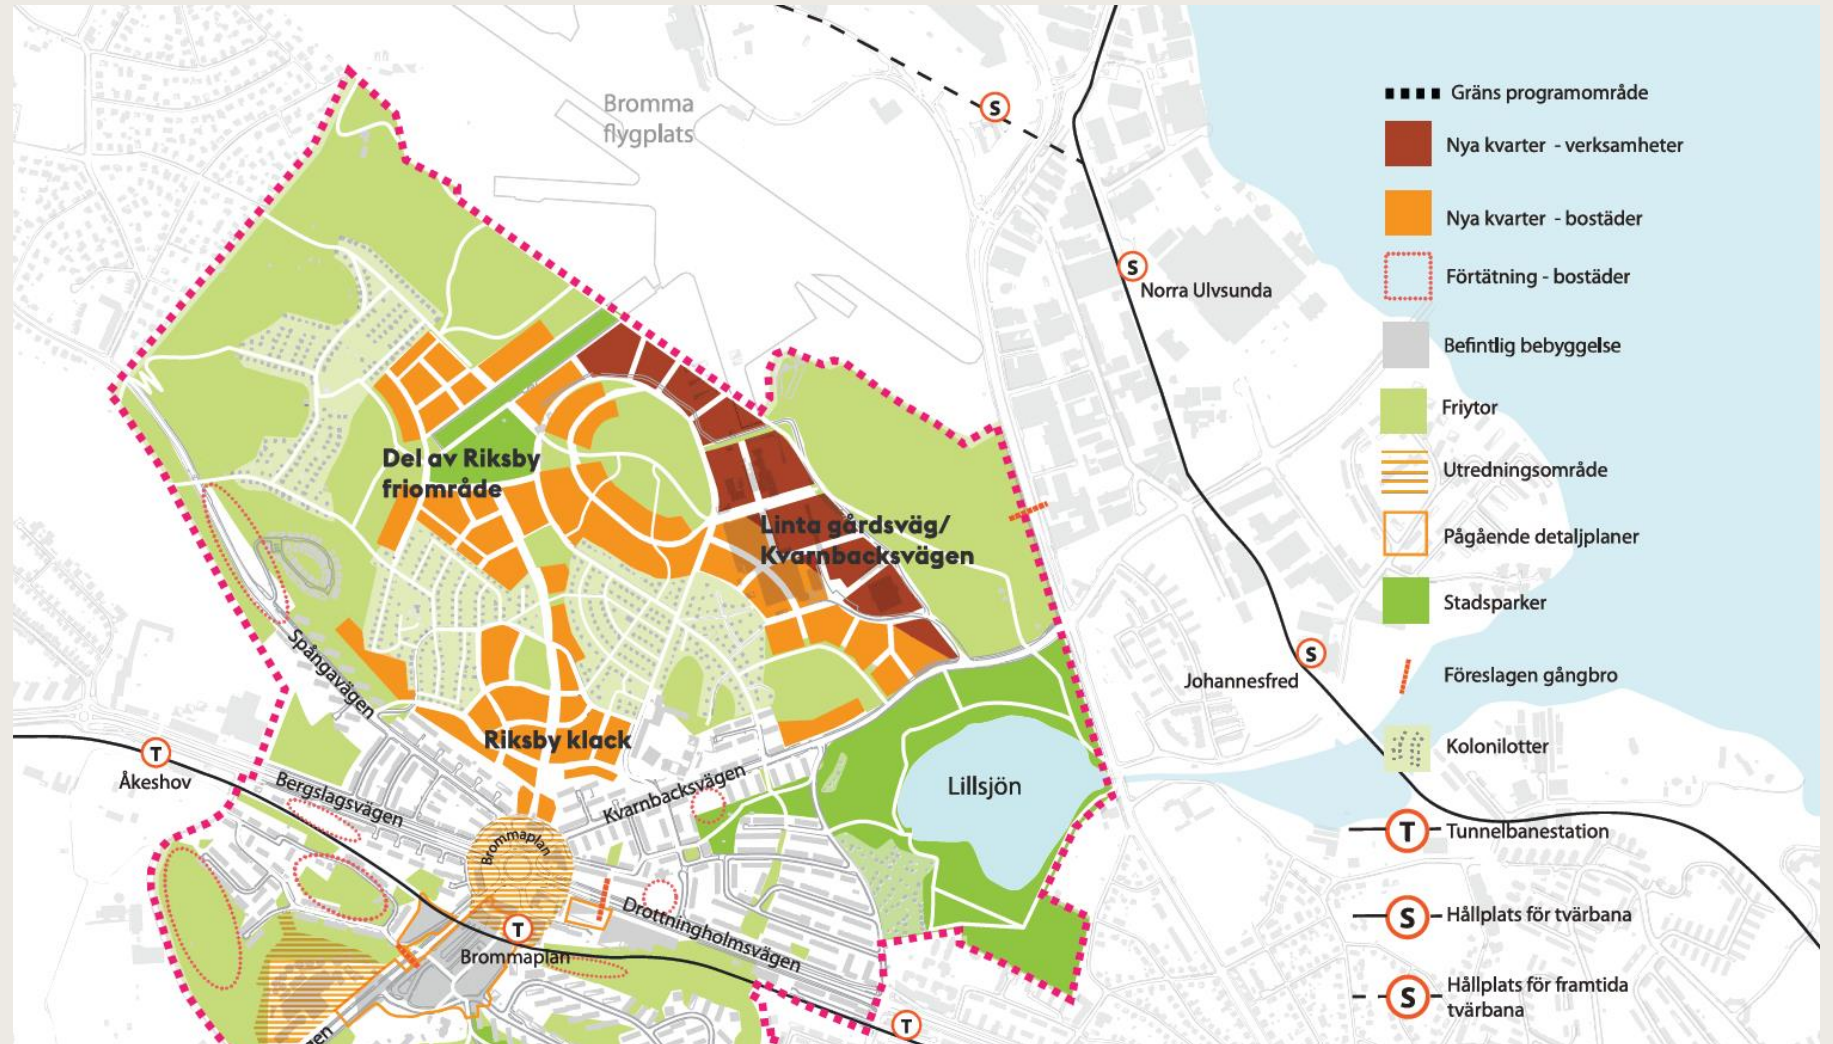 Bromma
flygplats
S
S
Norra Ulvsunda
S
Johannesfred
Del av Riksby
friområde
Linta gårdsväg/
Kvarnbacksvägen
Spångavägen
Riksby klack
T
Åkeshov
Bergslagsvägen
Kvarnbacksvägen
Lillsjön
Brommaplan
T
Brommaplan
Drottningholmsvägen
T
gen
Gräns programområde
Nya kvarter - verksamheter
Nya kvarter - bostäder
Förtätning - bostäder
Befintlig bebyggelse
Friytor
Utredningsområde
Pågående detaljplaner
Stadsparker
Föreslagen gångbro
Kolonilotter
T Tunnelbanestation
S Hållplats för tvärbana
S Hållplats för framtida
tvärbana